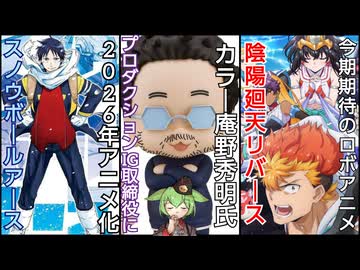 今期期待のロボアニメ
陰陽廻天リバース
カラー 庵野秀明氏
プロダクションIG取締役に
2026年アニメ化
スノウボールアース